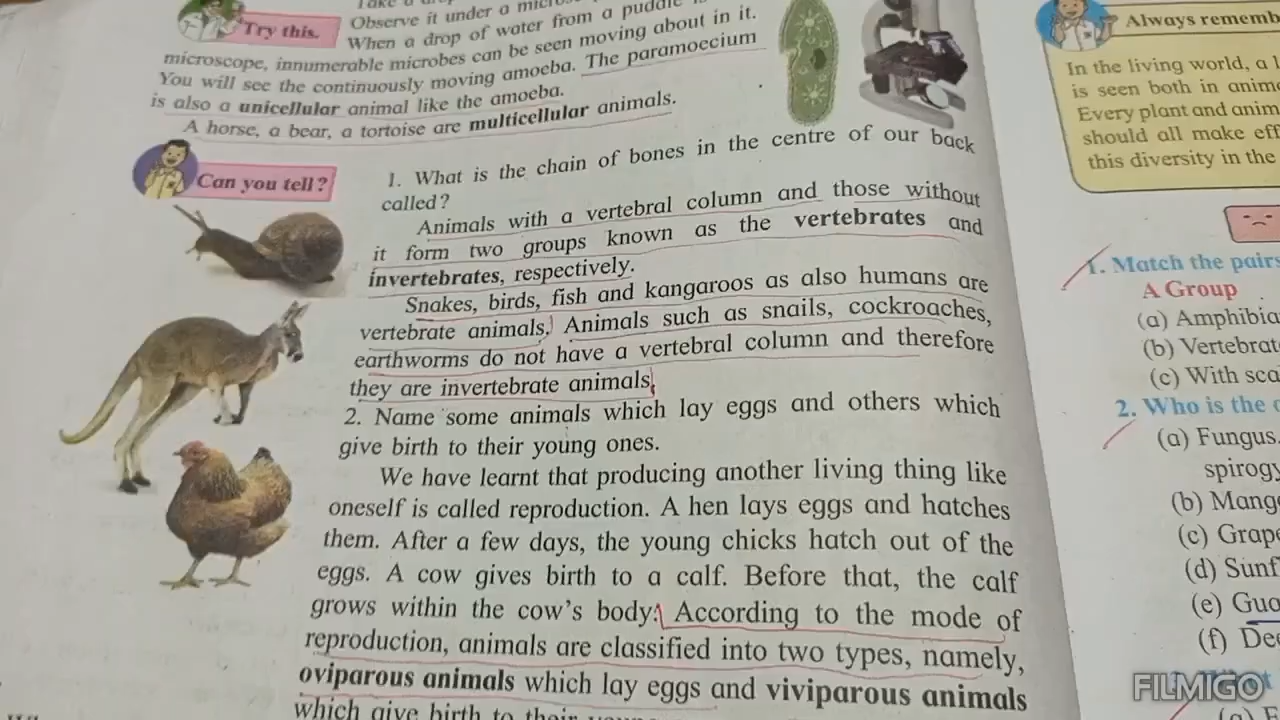 Try this.
Observe it under a
When a drop of water from a puddle
microscope, innumerable microbes can be seen moving about in it.
You will see the continuously moving amoeba. The paramoecium
is also a unicellular animal like the amoeba.
A horse, a bear, a tortoise are multicellular animals.
Can you tell?
1. What is the chain of bones in the centre of our back
called?
Animals with a vertebral column and those without
it form two groups known as the vertebrates and
invertebrates, respectively.
Snakes, birds, fish and kangaroos as also humans are
vertebrate animals. Animals such as snails, cockroaches,
earthworms do not have a vertebral column and therefore
they are invertebrate animals.
2. Name some animals which lay eggs and others which
give birth to their young ones.
We have learnt that producing another living thing like
oneself is called reproduction. A hen lays eggs and hatches
them. After a few days, the young chicks hatch out of the
eggs. A cow gives birth to a calf. Before that, the calf
grows within the cow's body. According to the mode of
reproduction, animals are classified into two types, namely,
oviparous animals which lay eggs and viviparous animals
which give birth to their
Always rememb
In the living world, a
is seen both in anim
Every plant and anim
should all make eff
this diversity in the
1. Match the pairs
A Group
(a) Amphibia
(b) Vertebrat
(c) With sca
2. Who is the
(a) Fungus,
spirogy
(b) Mang
(c) Grap
(d) Sunf
(e) Gua
(f) Dec
FILMIGO